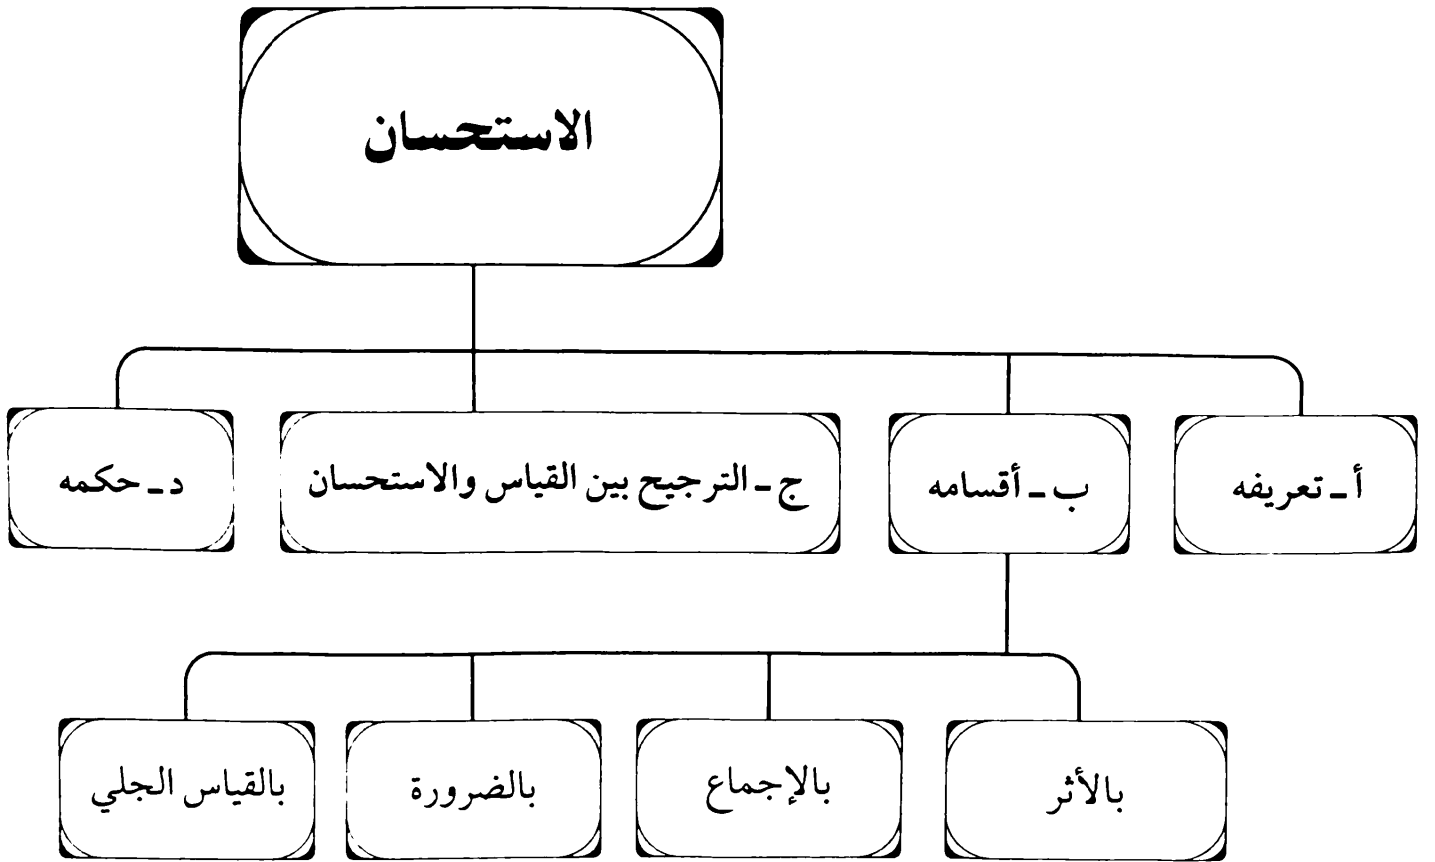 الاستحسان
أ ـ تعريفه
ب ـ أقسامه
ج ـ الترجيح بين القياس والاستحسان
د ـ حكمه
بالأثر
بالإجماع
بالضرورة
بالقياس الجلي